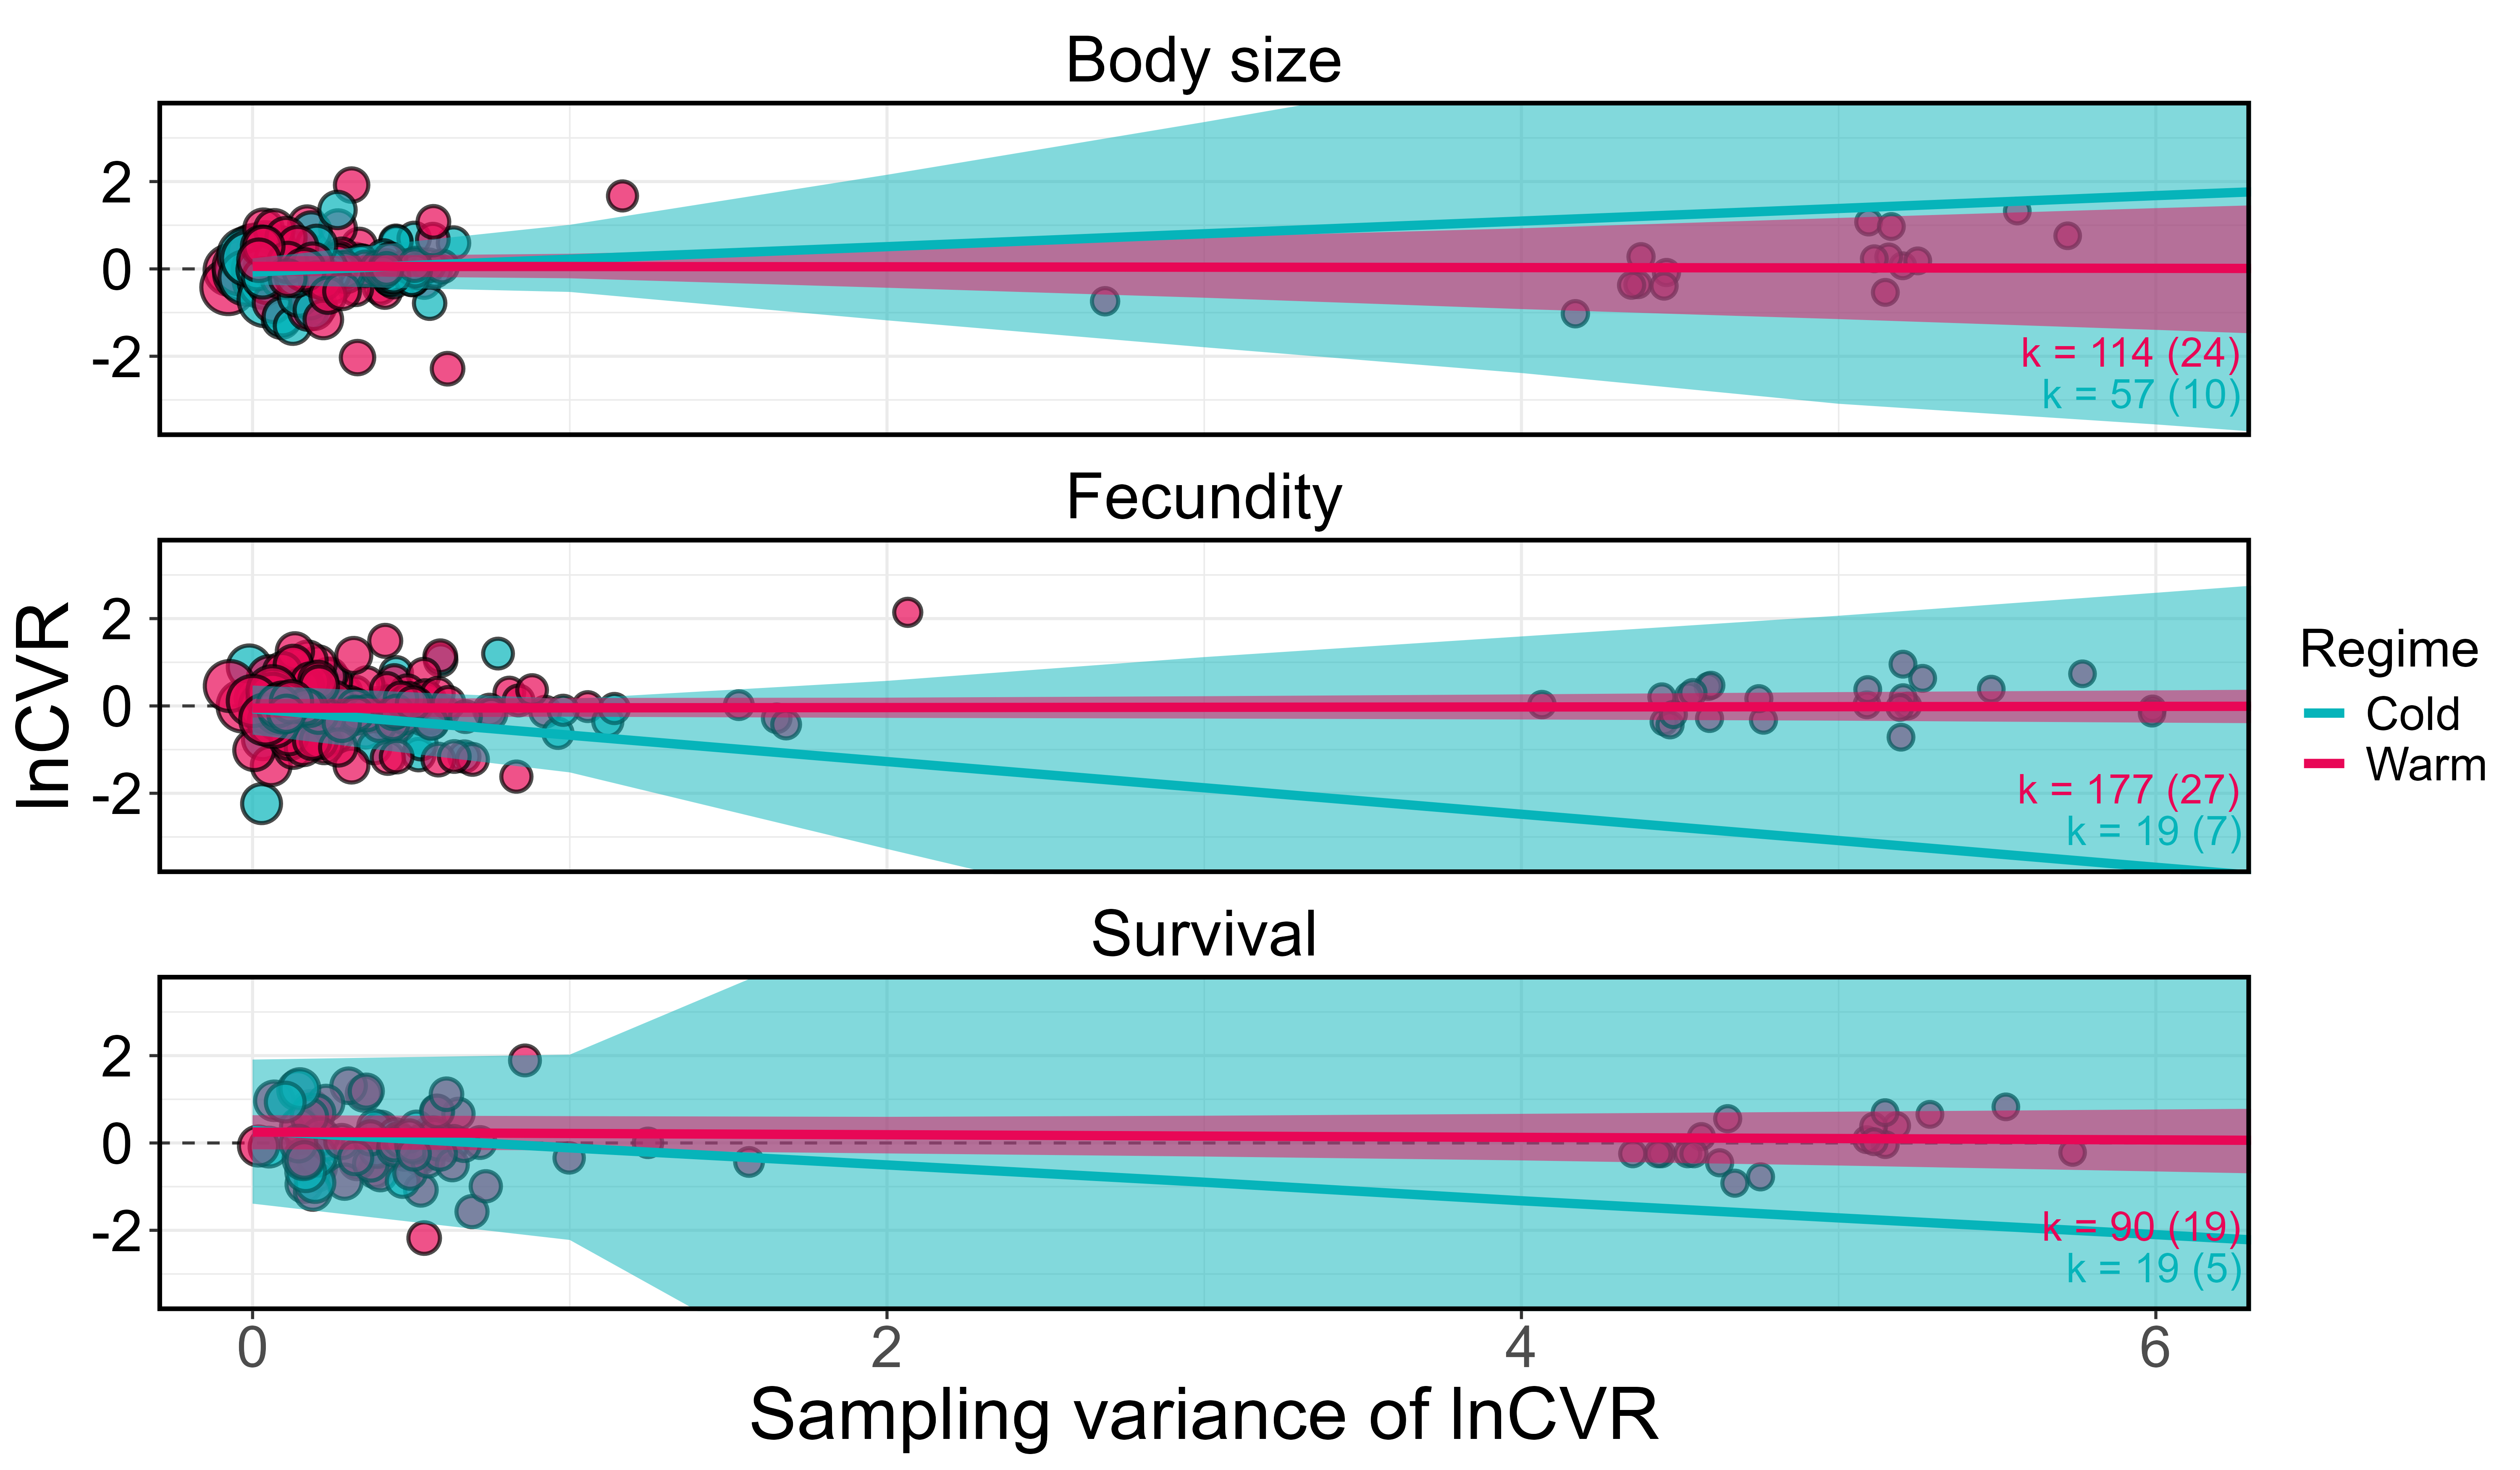 Body size
2
0
-2
k = 114 (24)
k = 57 (10)
Fecundity
lnCVR
2
0
-2
k = 177 (27)
k = 19 (7)
Regime
Cold
Warm
Survival
2
0
-2
k = 90 (19)
k = 19 (5)
0 2 4 6
Sampling variance of lnCVR